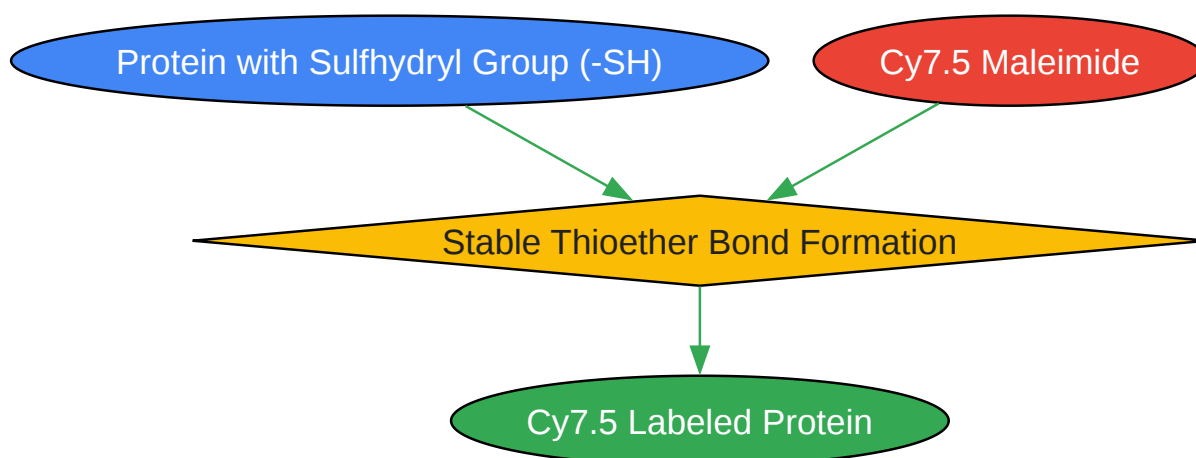 Protein with Sulfhydryl Group (-SH)
Cy7.5 Maleimide
Stable Thioether Bond Formation
Cy7.5 Labeled Protein